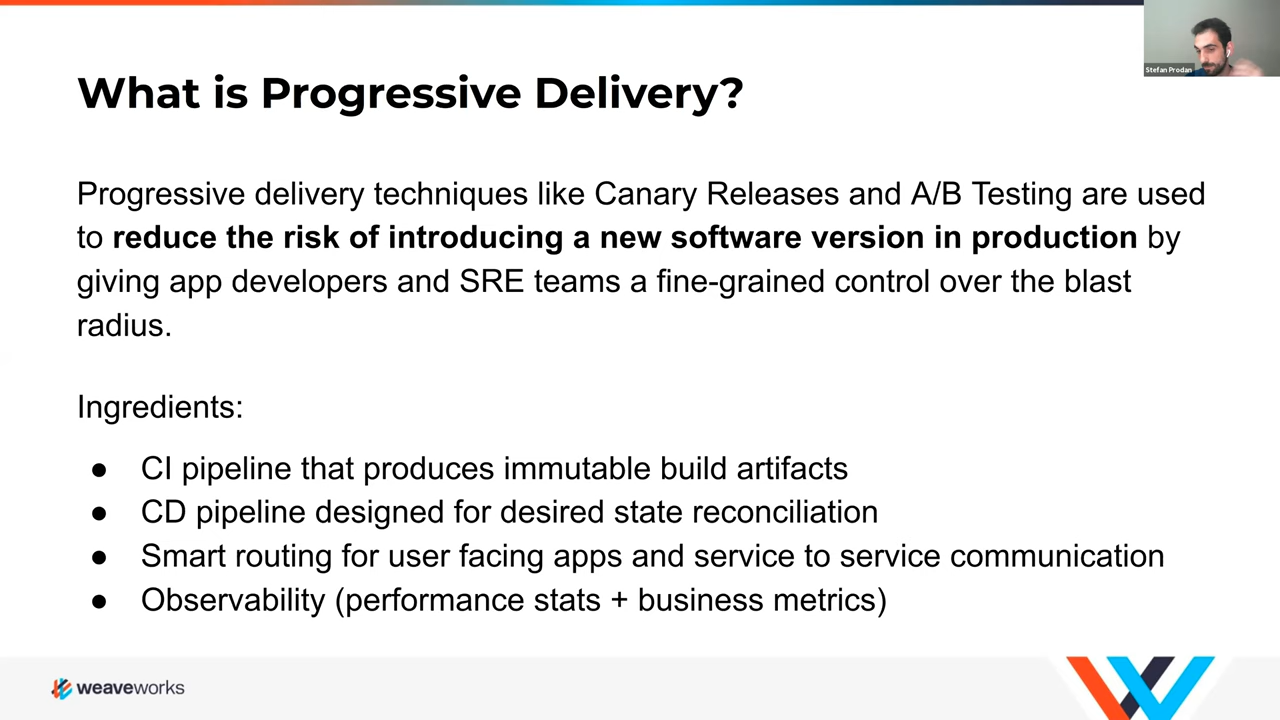 Stefan Prodan
What is Progressive Delivery?
Progressive delivery techniques like Canary Releases and A/B Testing are used
to reduce the risk of introducing a new software version in production by
giving app developers and SRE teams a fine-grained control over the blast
radius.
Ingredients:
● CI pipeline that produces immutable build artifacts
● CD pipeline designed for desired state reconciliation
● Smart routing for user facing apps and service to service communication
● Observability (performance stats + business metrics)
weaveworks